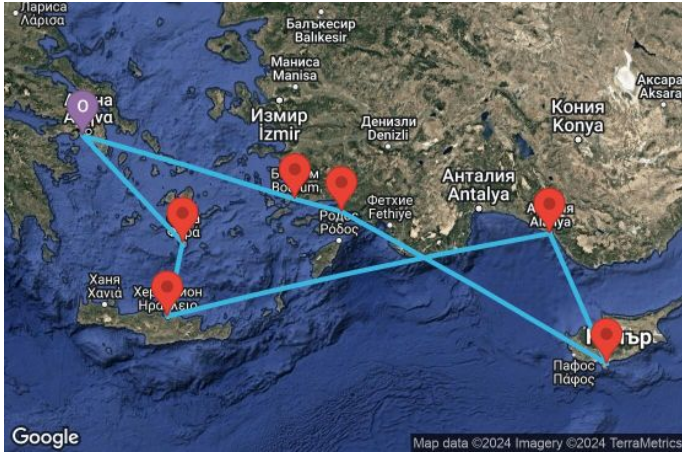 Лариса
Λάρισα
Балъкесир
Balıkesir
Маниса
Manisa
Измир
İzmir
Денизли
Denizli
Кония
Konya
Аксара
Aksara
O
Анталия
Antalya
Фетхие
Fethiye
Bodrum
Родос
Ρόδος
Ханя
Χανιά
Пафос
Πάφος
Google
Map data ©2024 Imagery ©2024 TerraMetrics